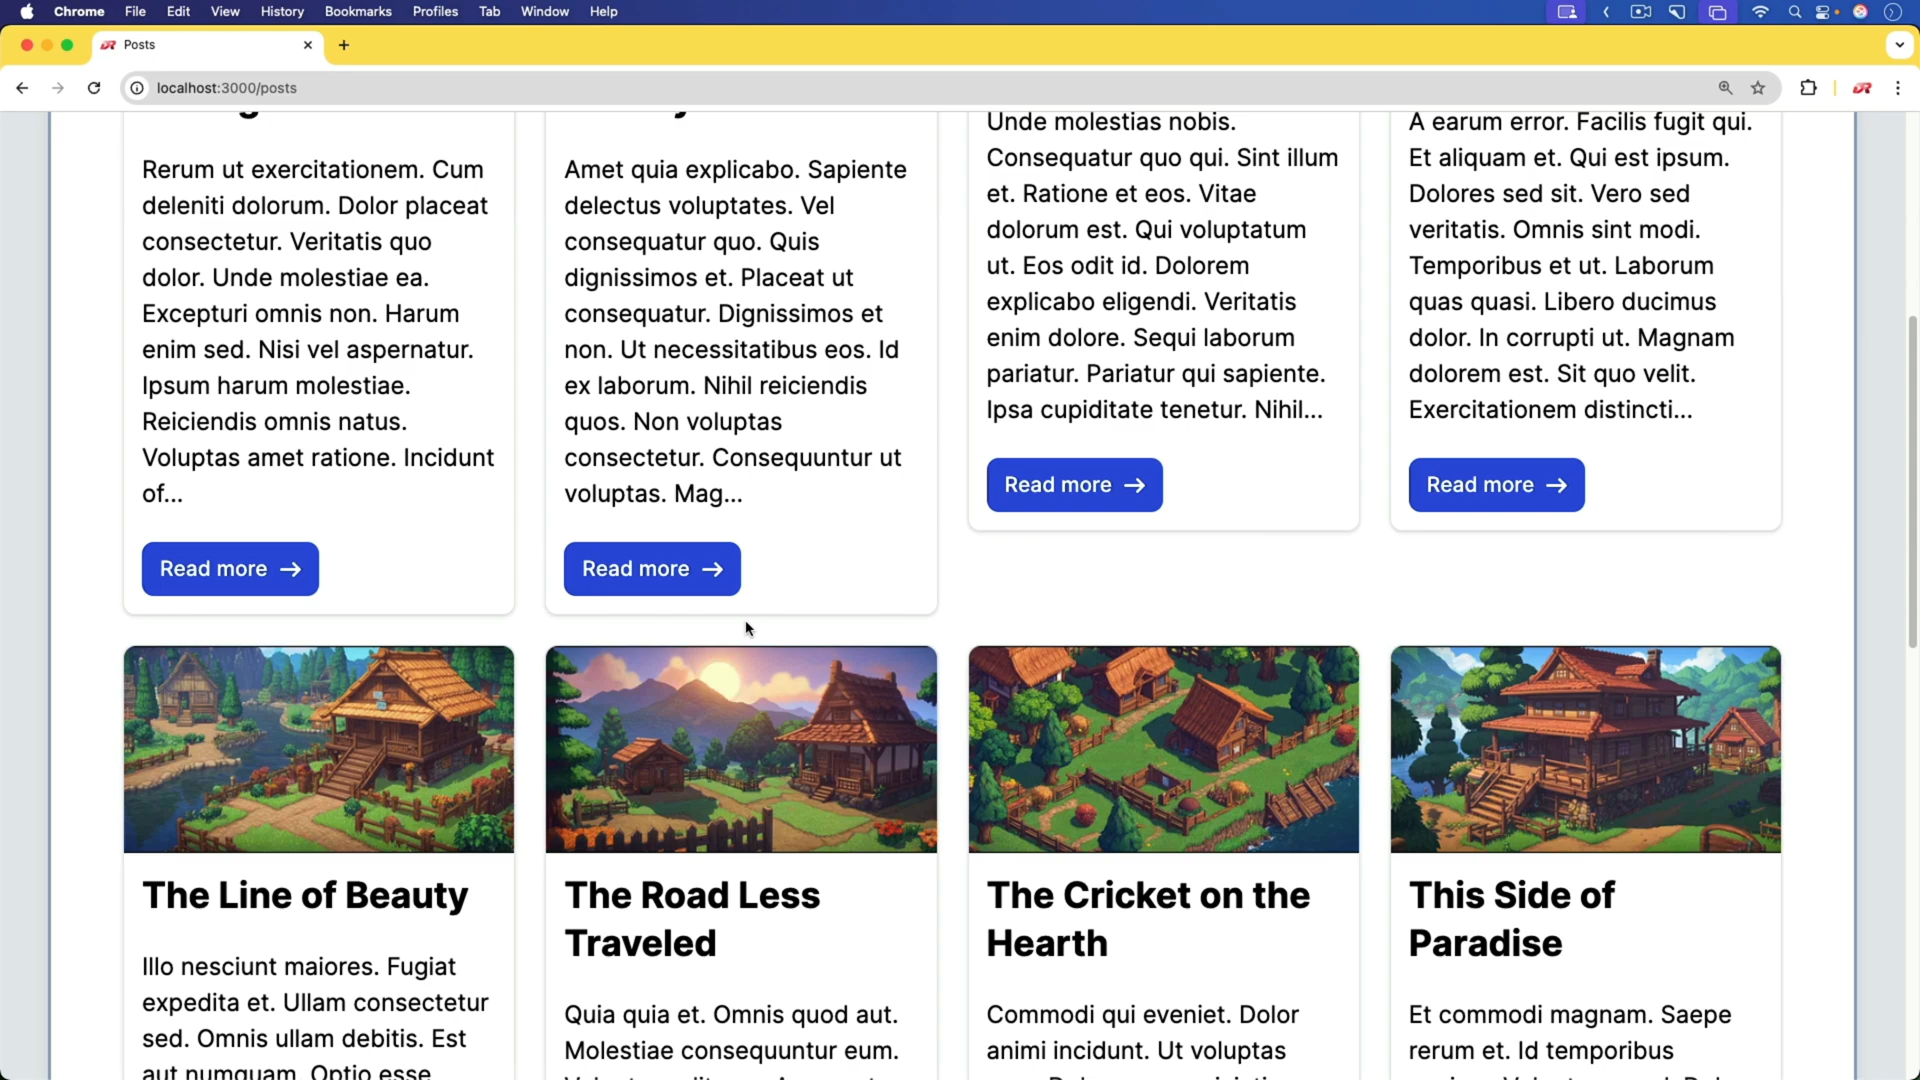 Chrome File Edit View History Bookmarks Profiles Tab Window Help
Posts
localhost:3000/posts
Rerum ut exercitationem. Cum
deleniti dolorum. Dolor placeat
consectetur. Veritatis quo
dolor. Unde molestiae ea.
Excepturi omnis non. Harum
enim sed. Nisi vel aspernatur.
Ipsum harum molestiae.
Reiciendis omnis natus.
Voluptas amet ratione. Incidunt
of...
Read more →
Amet quia explicabo. Sapiente
delectus voluptates. Vel
consequatur quo. Quis
dignissimos et. Placeat ut
consequatur. Dignissimos et
non. Ut necessitatibus eos. Id
ex laborum. Nihil reiciendis
quos. Non voluptas
consectetur. Consequuntur ut
voluptas. Mag...
Read more →
Unde molestias nobis.
Consequatur quo qui. Sint illum
et. Ratione et eos. Vitae
dolorum est. Qui voluptatum
ut. Eos odit id. Dolorem
explicabo eligendi. Veritatis
enim dolore. Sequi laborum
pariatur. Pariatur qui sapiente.
Ipsa cupiditate tenetur. Nihil...
Read more →
A earum error. Facilis fugit qui.
Et aliquam et. Qui est ipsum.
Dolores sed sit. Vero sed
veritatis. Omnis sint modi.
Temporibus et ut. Laborum
quas quasi. Libero ducimus
dolor. In corrupti ut. Magnam
dolorem est. Sit quo velit.
Exercitationem distincti...
Read more →
The Line of Beauty
Illo nesciunt maiores. Fugiat
expedita et. Ullam consectetur
sed. Omnis ullam debitis. Est
aut numquam. Optio esse
The Road Less
Traveled
Quia quia et. Omnis quod aut.
Molestiae consequuntur eum.
The Cricket on the
Hearth
Commodi qui eveniet. Dolor
animi incidunt. Ut voluptas
This Side of
Paradise
Et commodi magnam. Saepe
rerum et. Id temporibus